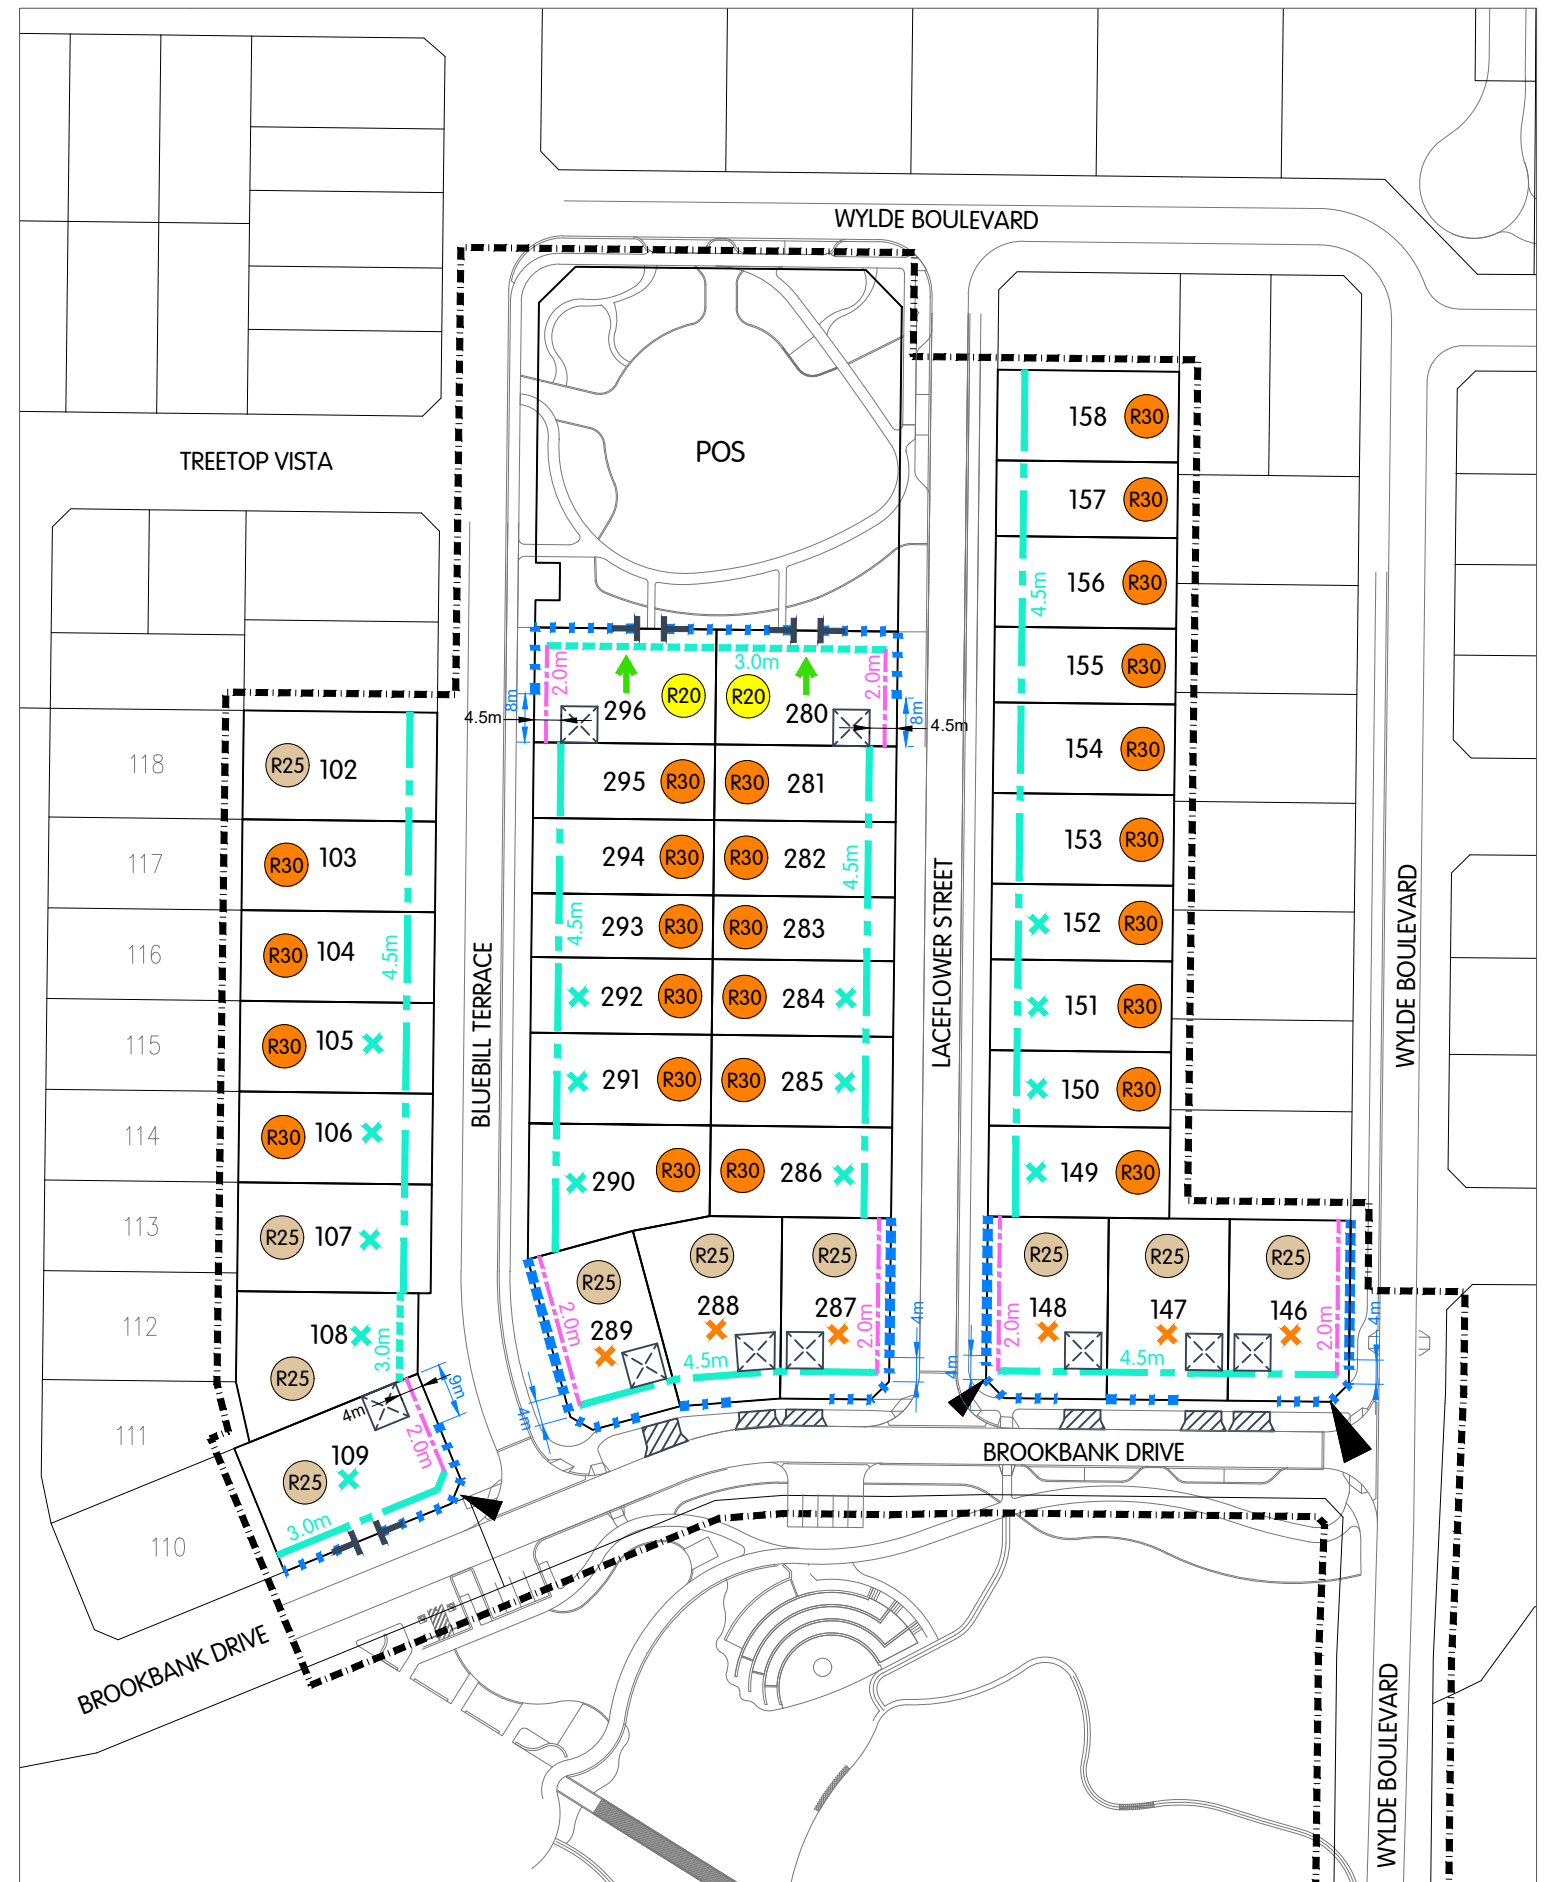 WYLDE BOULEVARD
TREETOP VISTA
POS
158 R30
157 R30
156 R30
4.5m
155 R30
154 R30
153 R30
152 R30
151 R30
150 R30
149 R30
3.0m
2.0m
2.0m
8m
8m
4.5m
4.5m
296 R20
R20 280
295 R30
R30 281
294 R30
R30 282
4.5m
4.5m
293 R30
R30 283
292 R30
R30 284
291 R30
R30 285
290 R30
R30 286
118
117
116
115
114
113
112
111
110
R25 102
R30 103
R30 104
4.5m
R30 105
R30 106
R25 107
108
R25
3.0m
4m
9m
2.0m
109
R25
3.0m
BLUEBILL TERRACE
LACEFLOWER STREET
WYLDE BOULEVARD
R25
289
2.0m
4m
R25
288
4.5m
R25
287
2.0m
4m
R25
148
2.0m
4m
R25
147
4.5m
R25
146
2.0m
4m
BROOKBANK DRIVE
BROOKBANK DRIVE
WYLDE BOULEVARD